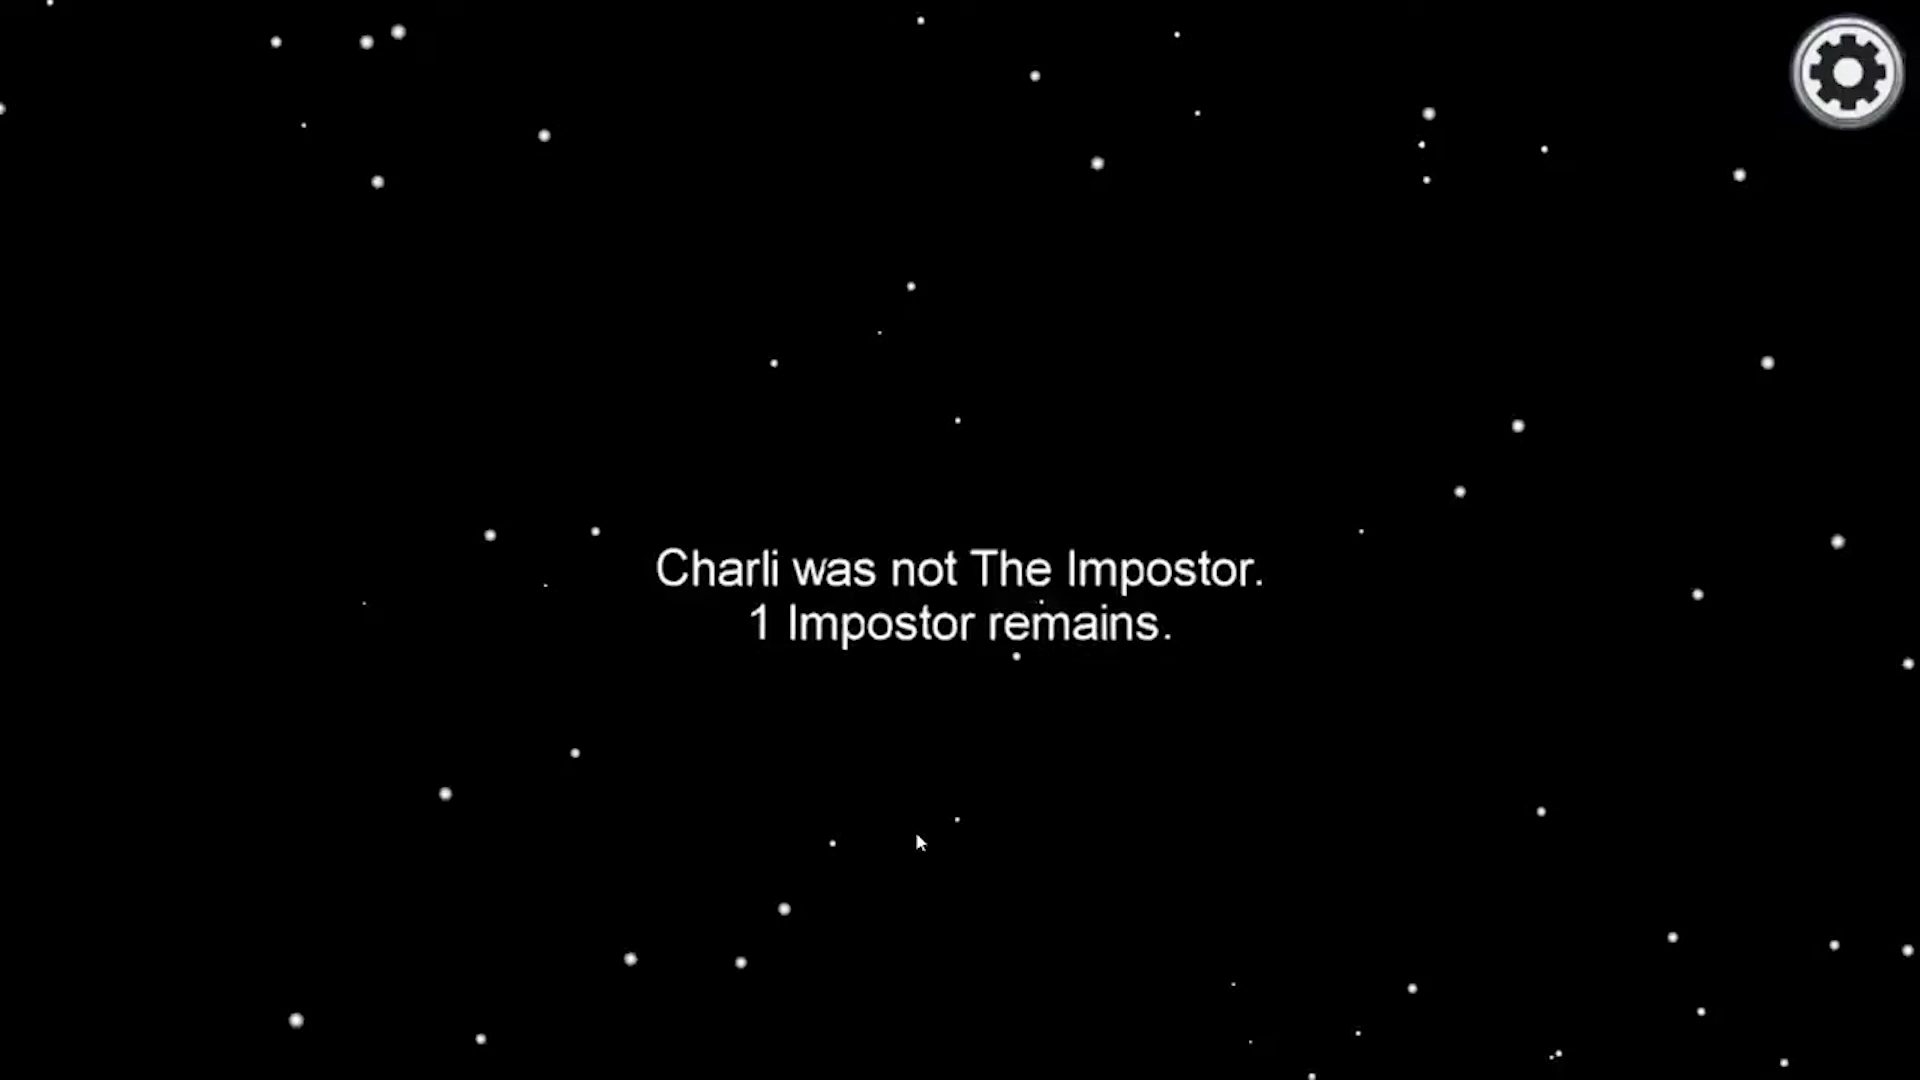 Charli was not The Impostor.
1 Impostor remains.